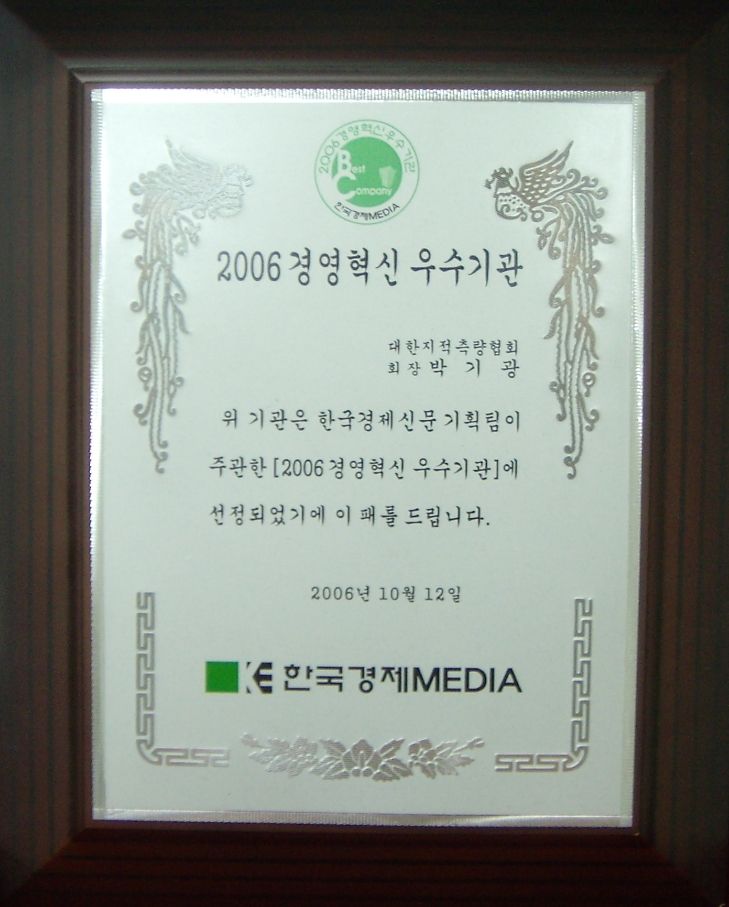 2006경영혁신우수기관
Best
Company
한국경제MEDIA
2006 경영혁신 우수기관
대한지적측량협회
회장 박 기 광
위 기관은 한국경제신문 기획팀이
주관한 [2006 경영혁신 우수기관]에
선정되었기에 이 패를 드립니다.
2006년 10월 12일
KE 한국경제MEDIA